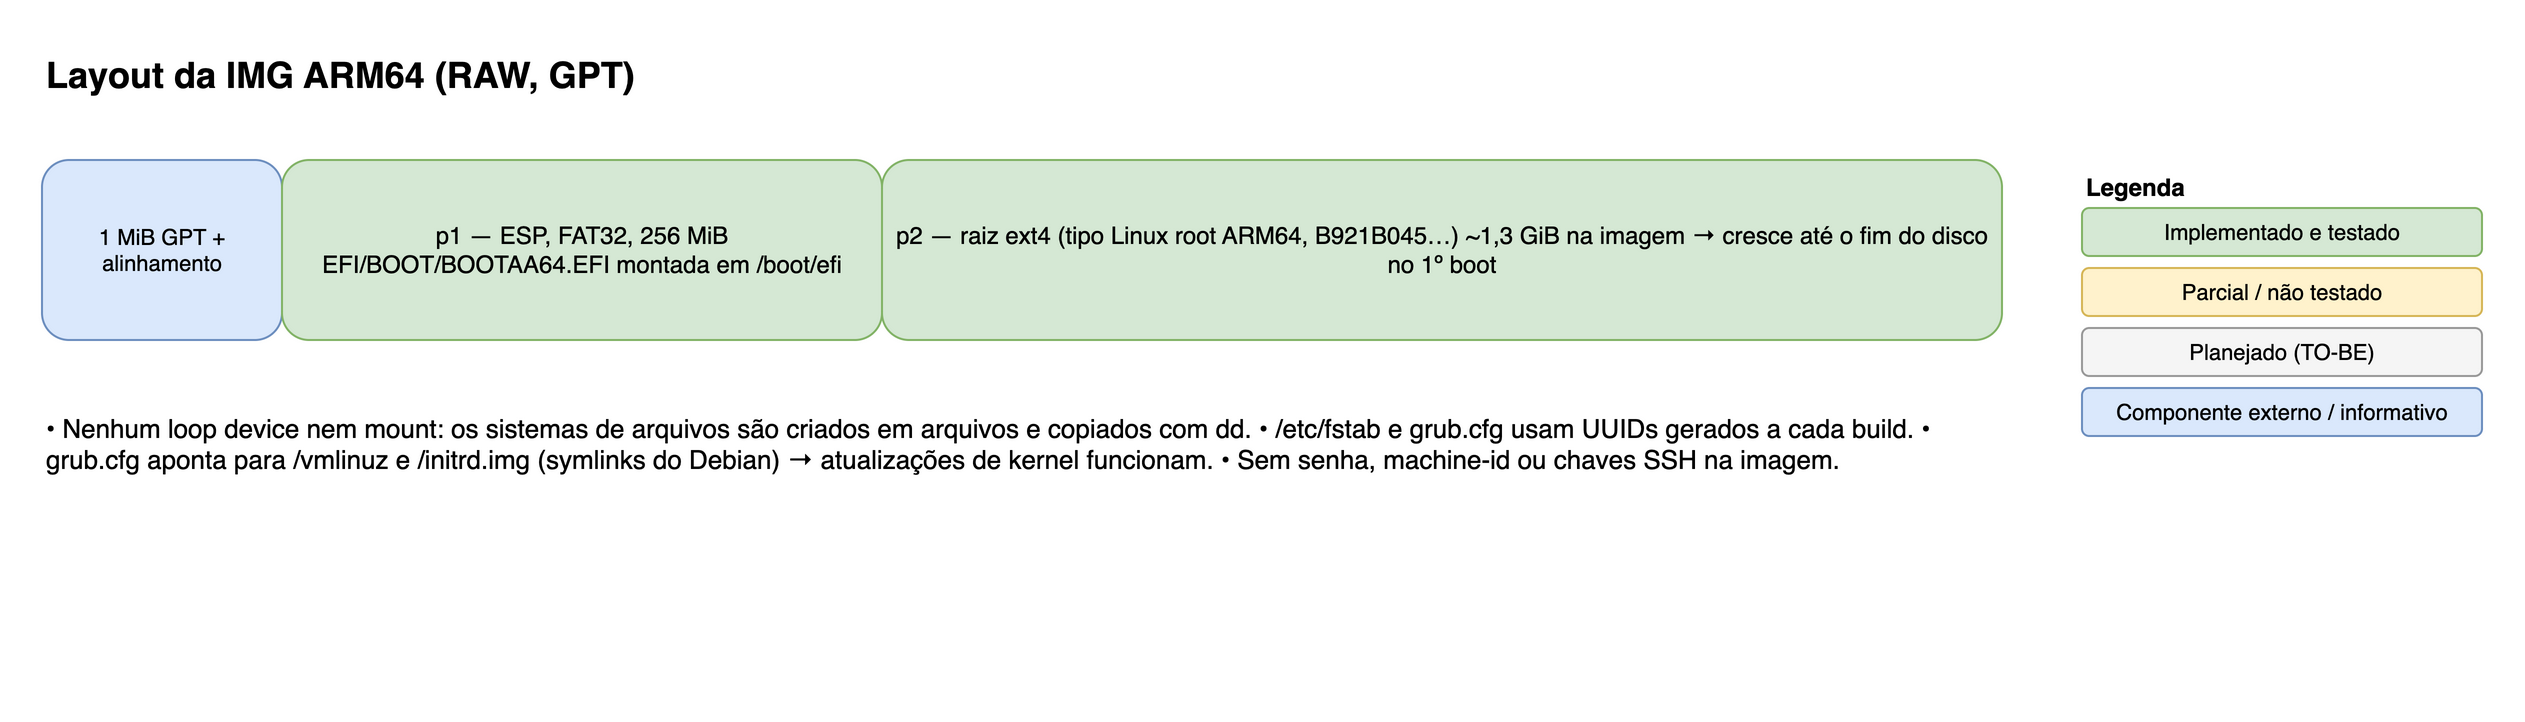 Layout da IMG ARM64 (RAW, GPT)
1 MiB GPT +
alinhamento
p1 — ESP, FAT32, 256 MiB
EFI/BOOT/BOOTAA64.EFI montada em /boot/efi
p2 — raiz ext4 (tipo Linux root ARM64, B921B045…) ~1,3 GiB na imagem → cresce até o fim do disco
no 1º boot
Legenda
Implementado e testado
Parcial / não testado
Planejado (TO-BE)
Componente externo / informativo
• Nenhum loop device nem mount: os sistemas de arquivos são criados em arquivos e copiados com dd. • /etc/fstab e grub.cfg usam UUIDs gerados a cada build. •
grub.cfg aponta para /vmlinuz e /initrd.img (symlinks do Debian) → atualizações de kernel funcionam. • Sem senha, machine-id ou chaves SSH na imagem.